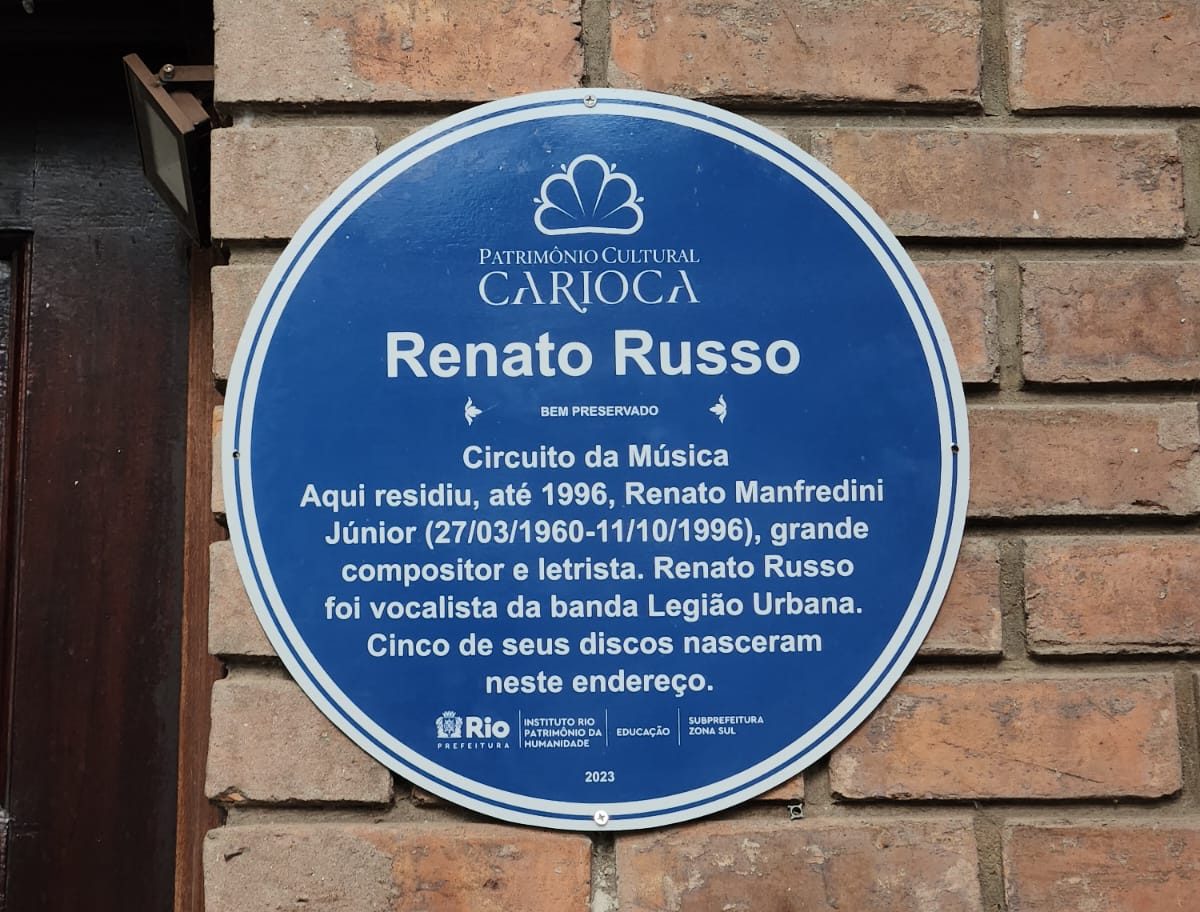 PATRIMÔNIO CULTURAL
CARIOCA
Renato Russo
BEM PRESERVADO
Circuito da Música
Aqui residiu, até 1996, Renato Manfredini
Júnior (27/03/1960-11/10/1996), grande
compositor e letrista. Renato Russo
foi vocalista da banda Legião Urbana.
Cinco de seus discos nasceram
neste endereço.
Rio
PREFEITURA
INSTITUTO RIO
PATRIMÔNIO DA
HUMANIDADE
EDUCAÇÃO
SUBPREFEITURA
ZONA SUL
2023